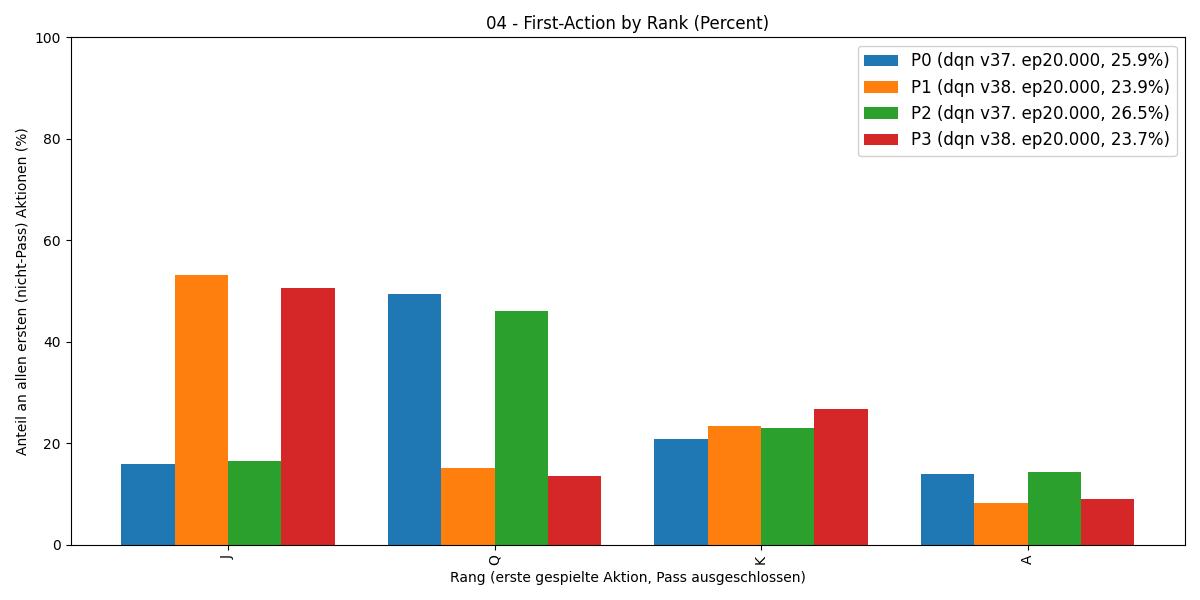 04 - First-Action by Rank (Percent)
Anteil an allen ersten (nicht-Pass) Aktionen (%)
100
80
60
40
20
0
P0 (dqn v37. ep20.000, 25.9%)
P1 (dqn v38. ep20.000, 23.9%)
P2 (dqn v37. ep20.000, 26.5%)
P3 (dqn v38. ep20.000, 23.7%)
J
Q
K
A
Rang (erste gespielte Aktion, Pass ausgeschlossen)